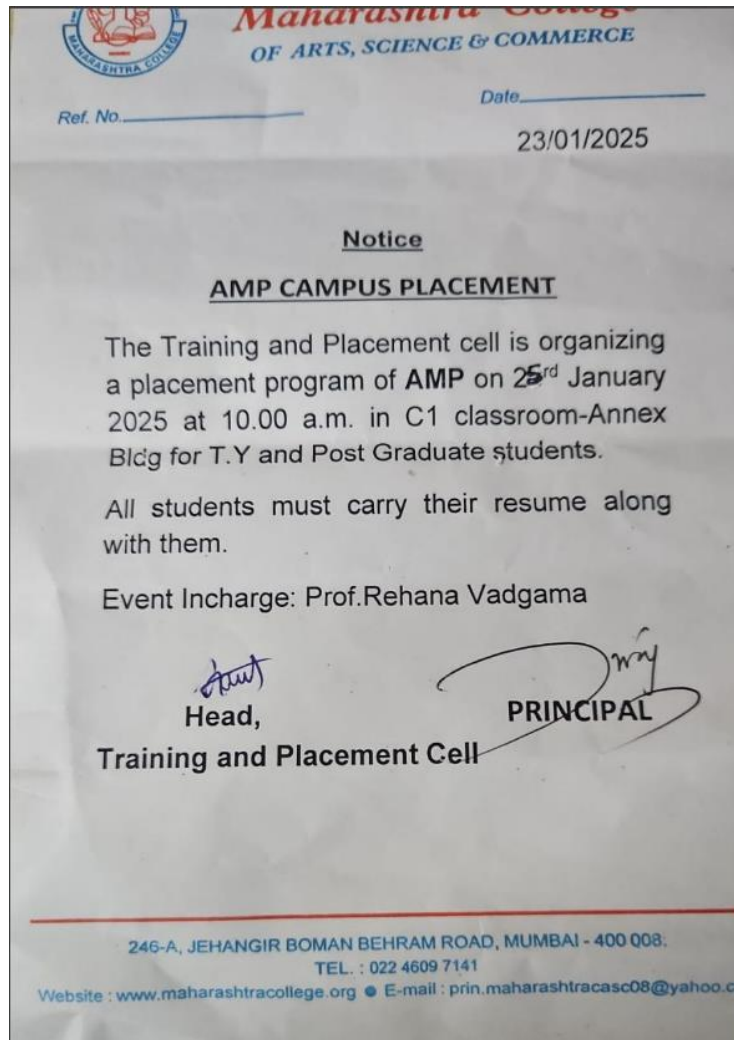 Maharashtra College
OF ARTS, SCIENCE & COMMERCE
MAHARASHTRA COLLEGE
Ref. No.
Date
23/01/2025
Notice
AMP CAMPUS PLACEMENT
The Training and Placement cell is organizing
a placement program of AMP on 25rd January
2025 at 10.00 a.m. in C1 classroom-Annex
Bldg for T.Y and Post Graduate students.
All students must carry their resume along
with them.
Event Incharge: Prof.Rehana Vadgama
Head,
PRINCIPAL
Training and Placement Cell
246-A, JEHANGIR BOMAN BEHRAM ROAD, MUMBAI - 400 008.
TEL. : 022 4609 7141
Website : www.maharashtracollege.org ● E-mail : prin.maharashtracasc08@yahoo.c